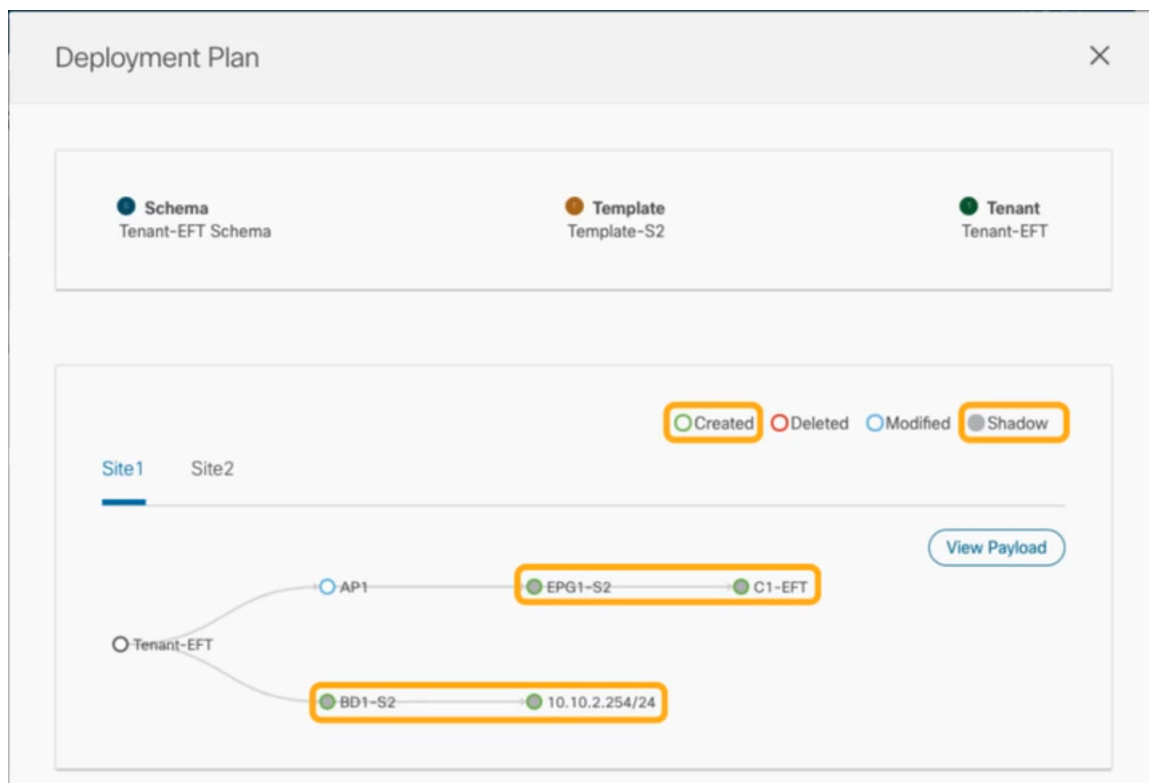 Deployment Plan
Schema
Tenant-EFT Schema
Template
Template-S2
Tenant
Tenant-EFT
Created Deleted Modified Shadow
Site1 Site2
View Payload
AP1 EPG1-S2 C1-EFT
Tenant-EFT
BD1-S2 10.10.2.254/24